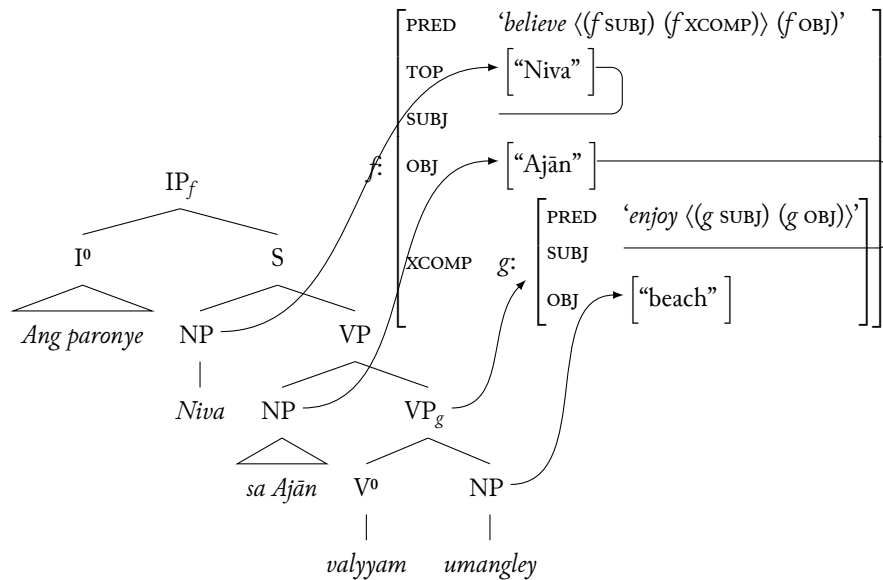 PRED ‘believe ⟨(f SUBJ) (f XCOMP)⟩ (f OBJ)’
TOP [“Niva”]
SUBJ
f: OBJ [“Ajān”]
IPf
PRED ‘enjoy ⟨(g SUBJ) (g OBJ)⟩’
I⁰ S SUBJ
XCOMP g:
OBJ [“beach”]
Ang paronye NP VP
Niva NP VPg
sa Ajān V⁰ NP
valyyam umangley